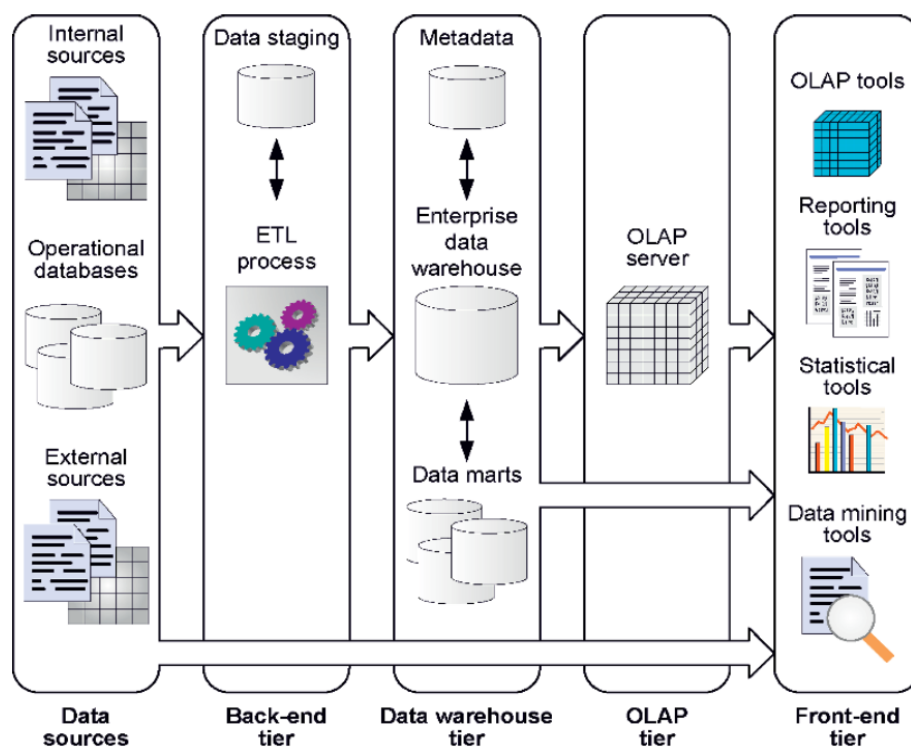 Internal
sources
Operational
databases
External
sources
Data
sources
Data staging
ETL
process
Back-end
tier
Metadata
Enterprise
data
warehouse
Data marts
Data warehouse
tier
OLAP
server
OLAP
tier
OLAP tools
Reporting
tools
Statistical
tools
Data mining
tools
Front-end
tier